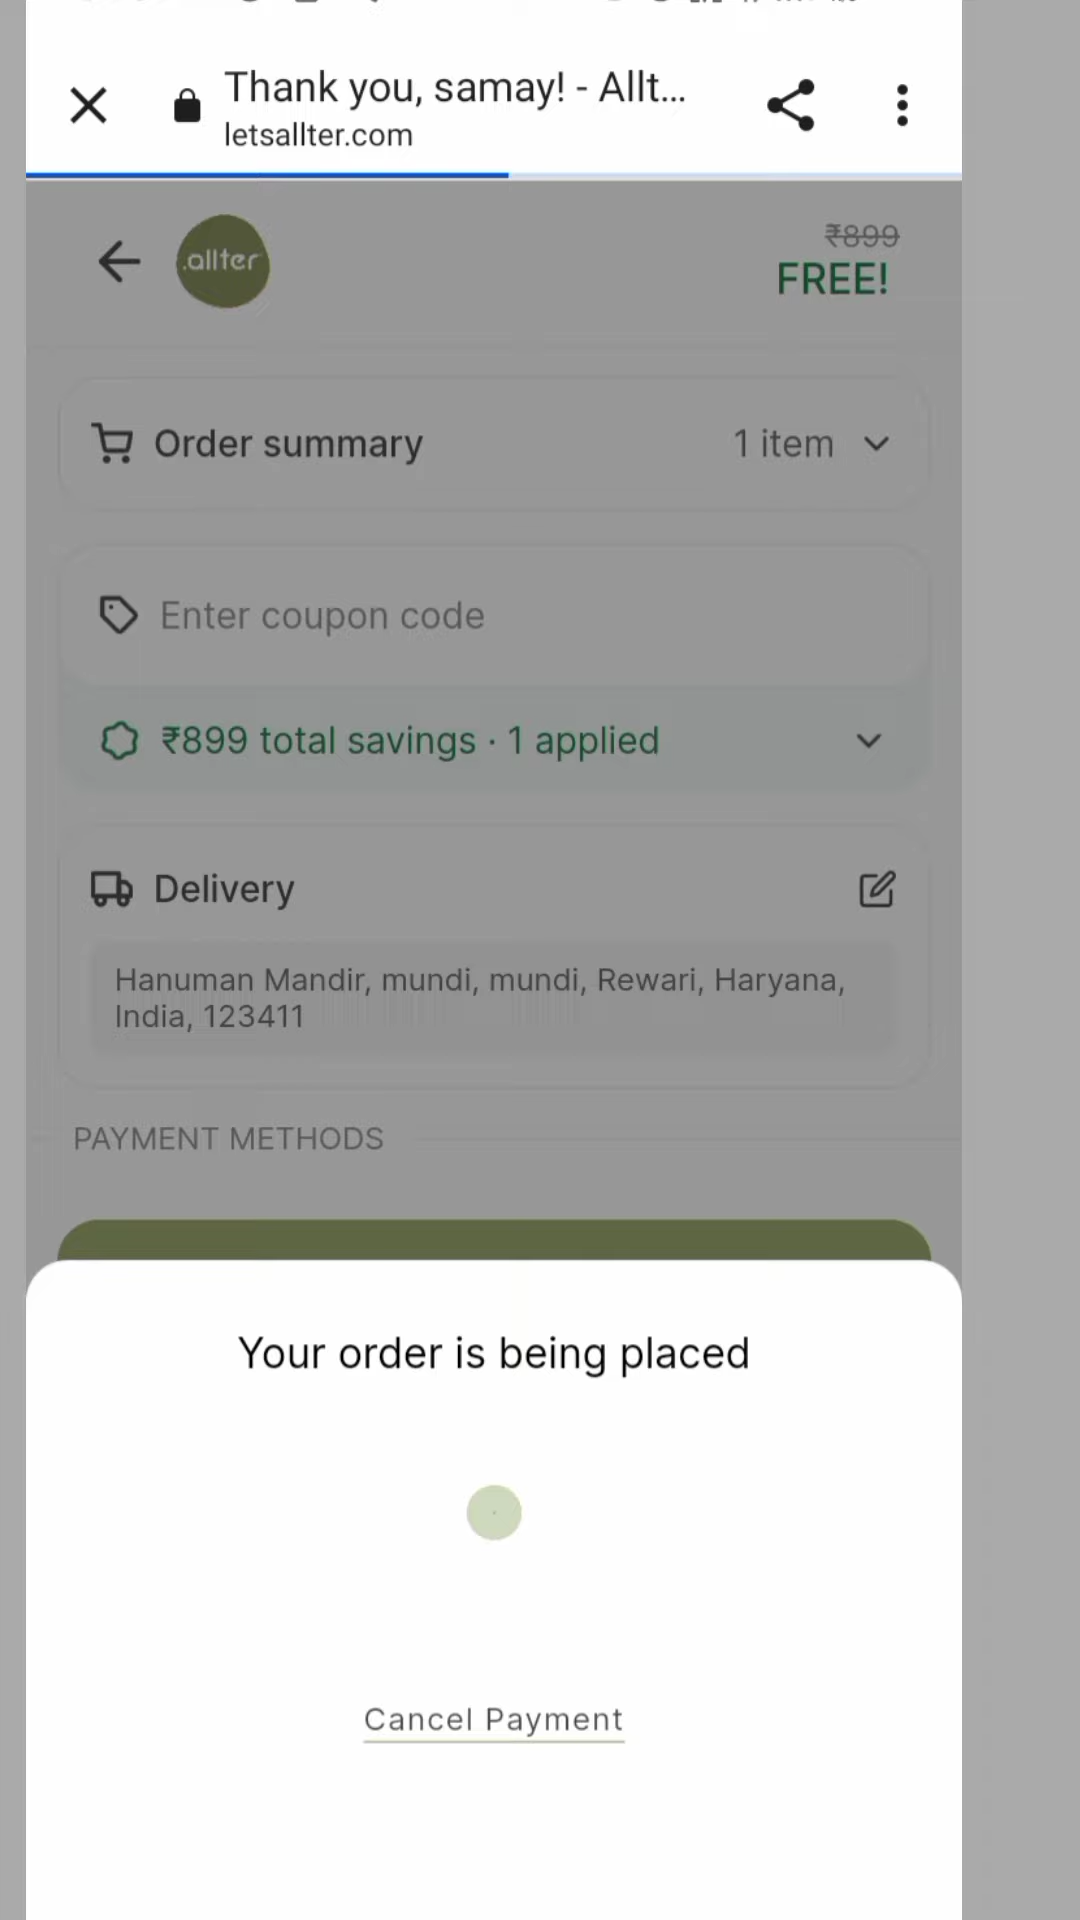 Thank you, samay! - Allt...
letsallter.com
.allter
₹899
FREE!
Order summary
1 item
Enter coupon code
₹899 total savings · 1 applied
Delivery
Hanuman Mandir, mundi, mundi, Rewari, Haryana,
India, 123411
PAYMENT METHODS
Your order is being placed
Cancel Payment